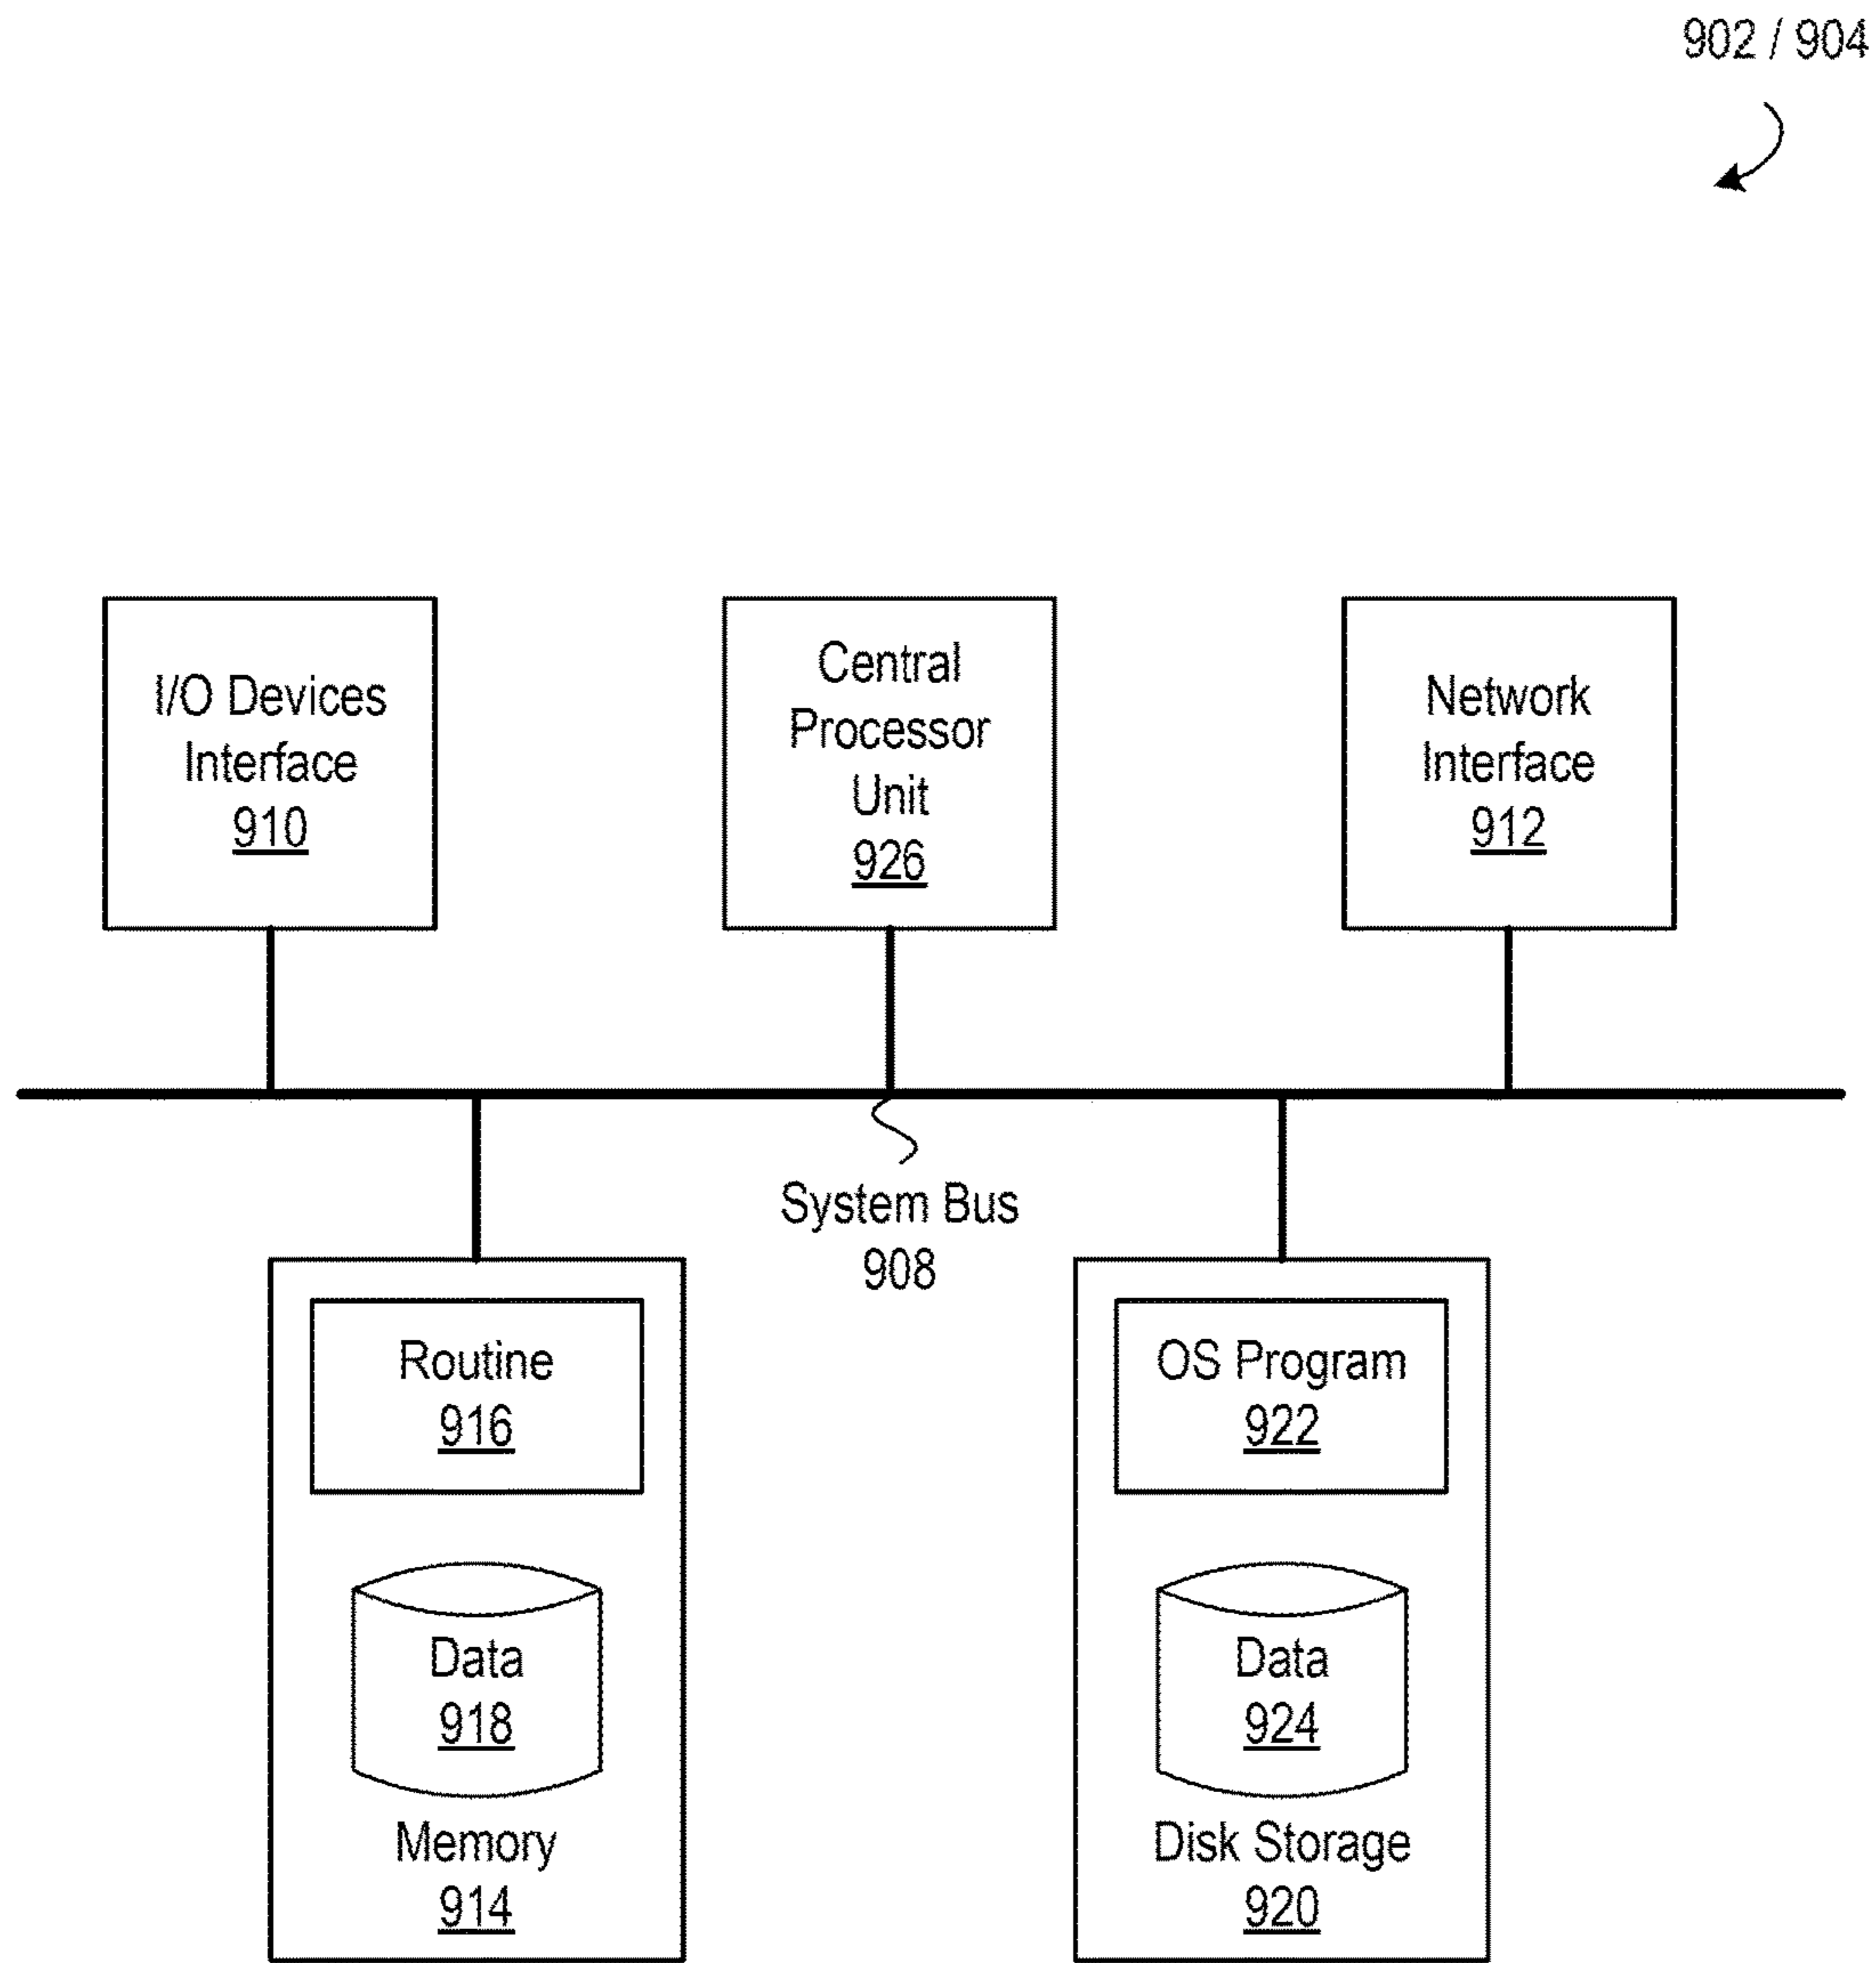 902 / 904
I/O Devices
Interface
910
Central
Processor
Unit
926
Network
Interface
912
System Bus
908
Routine
916
Data
918
Memory
914
OS Program
922
Data
924
Disk Storage
920